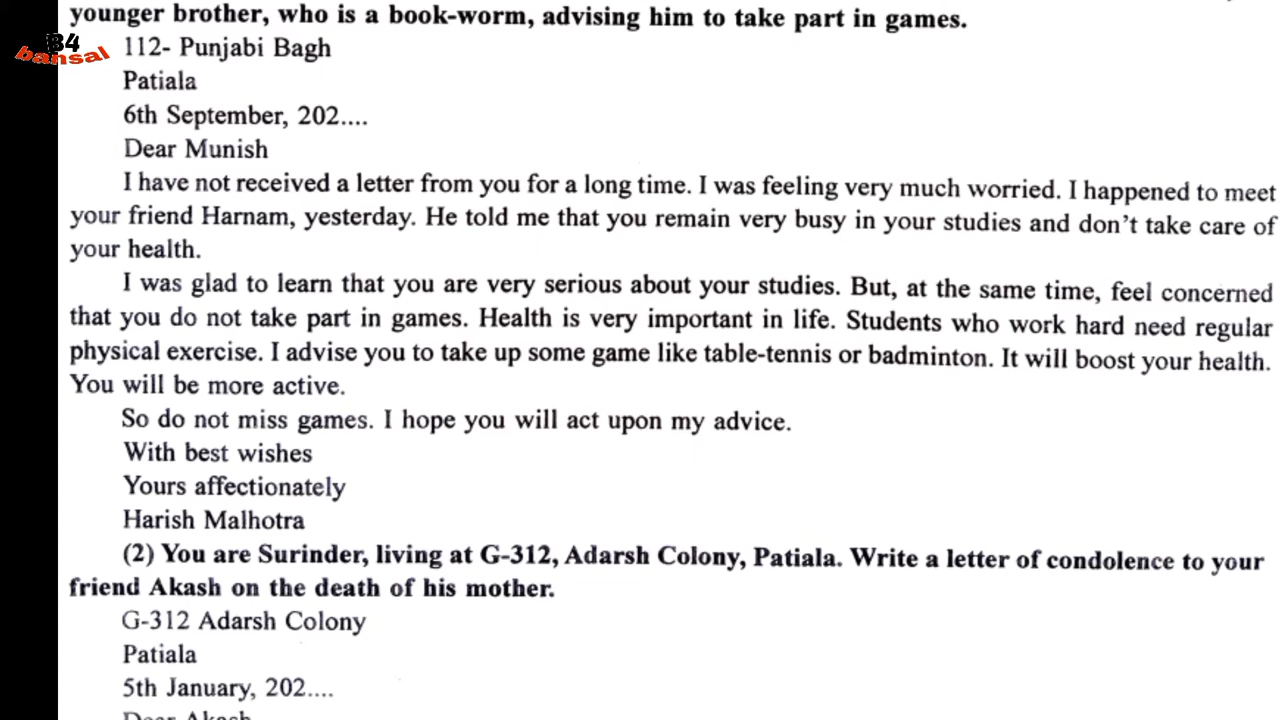 younger brother, who is a book-worm, advising him to take part in games.
B4
bansal
112- Punjabi Bagh
Patiala
6th September, 202....
Dear Munish
I have not received a letter from you for a long time. I was feeling very much worried. I happened to meet
your friend Harnam, yesterday. He told me that you remain very busy in your studies and don't take care of
your health.
I was glad to learn that you are very serious about your studies. But, at the same time, feel concerned
that you do not take part in games. Health is very important in life. Students who work hard need regular
physical exercise. I advise you to take up some game like table-tennis or badminton. It will boost your health.
You will be more active.
So do not miss games. I hope you will act upon my advice.
With best wishes
Yours affectionately
Harish Malhotra
(2) You are Surinder, living at G-312, Adarsh Colony, Patiala. Write a letter of condolence to your
friend Akash on the death of his mother.
G-312 Adarsh Colony
Patiala
5th January, 202....
Dear Akash